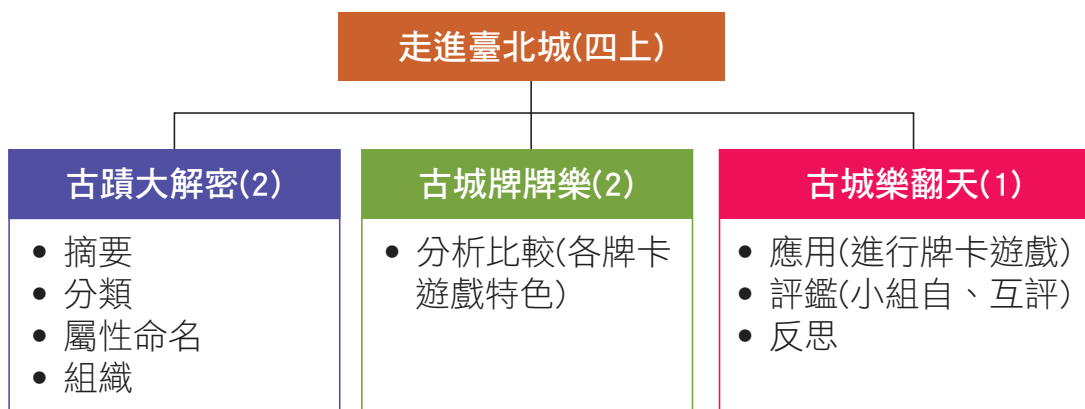 走進臺北城(四上)
古蹟大解密(2)
• 摘要
• 分類
• 屬性命名
• 組織
古城牌牌樂(2)
• 分析比較(各牌卡
遊戲特色)
古城樂翻天(1)
• 應用(進行牌卡遊戲)
• 評鑑(小組自、互評)
• 反思